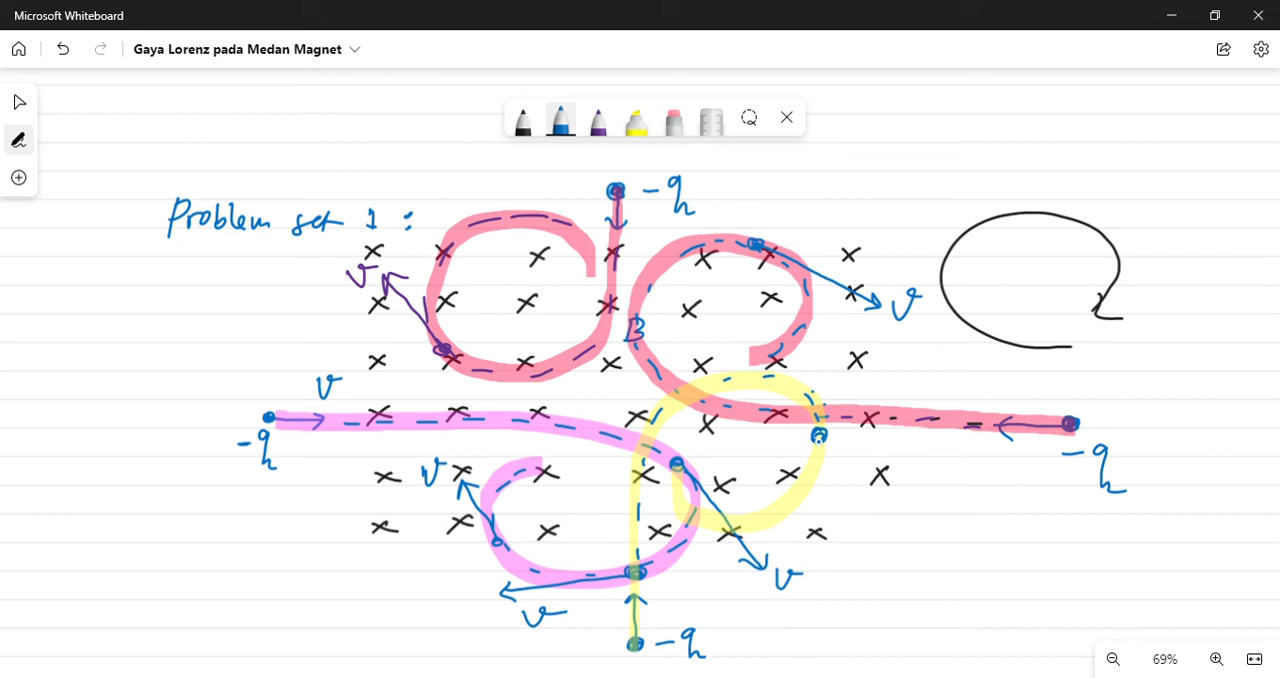 Microsoft Whiteboard
Gaya Lorenz pada Medan Magnet
Problem set 1 :
-q
v
B
v
v
-q
-q
v
v
v
-q
69%